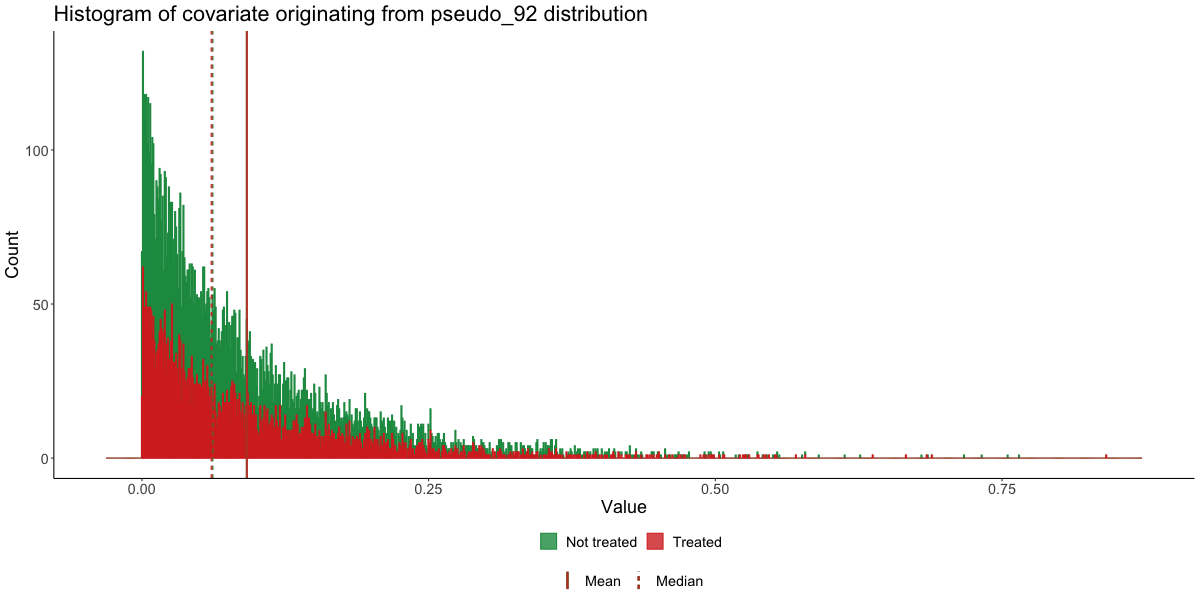 Histogram of covariate originating from pseudo_92 distribution
Count
100
50
0
0.00 0.25 0.50 0.75
Value
Not treated Treated
Mean Median